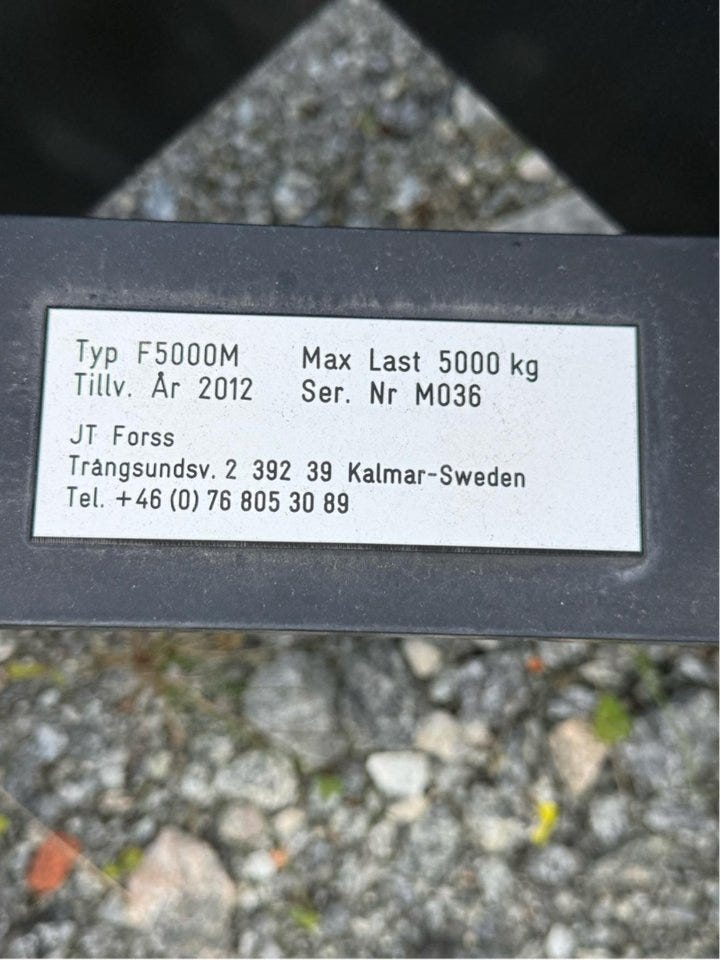 Typ F5000M Max Last 5000 kg
Tillv. År 2012 Ser. Nr M036
JT Forss
Trångsundsv. 2 392 39 Kalmar-Sweden
Tel. +46 (0) 76 805 30 89